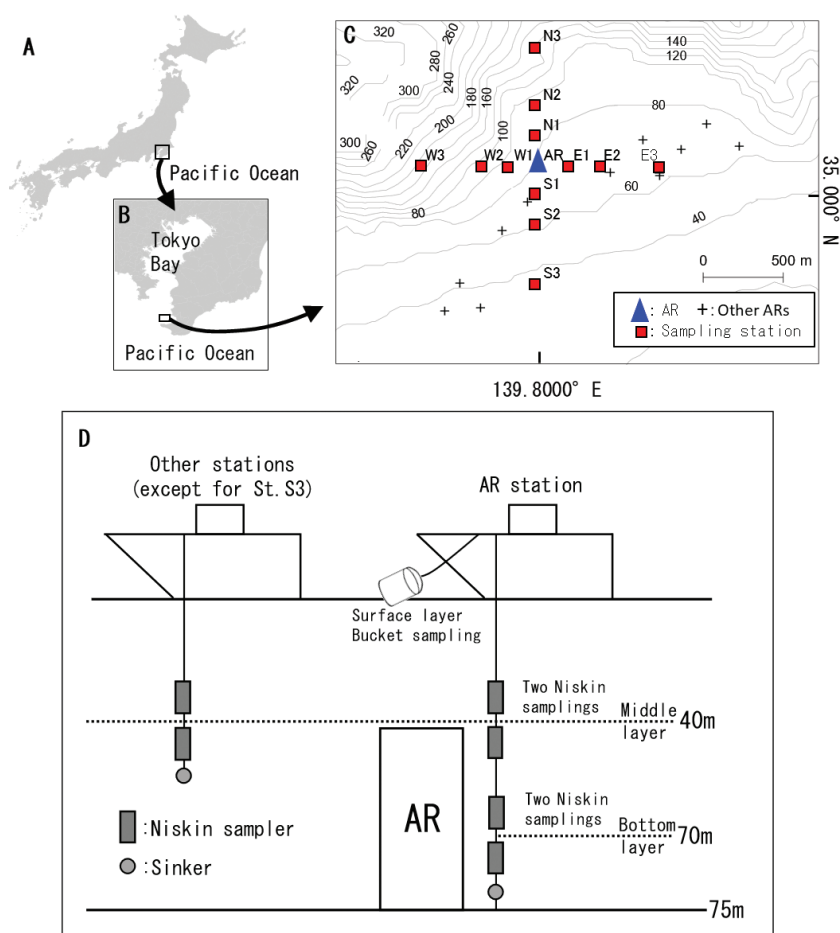 A
Pacific Ocean
B
Tokyo
Bay
Pacific Ocean
C
320
320
300
300
260
260
280
240
220
200
180
160
100
80
80
60
40
140
120
N3
N2
N1
W3
W2
W1
AR
E1
E2
E3
S1
S2
S3
0
500 m
: AR
+: Other ARs
: Sampling station
35.000° N
139.8000° E
D
Other stations
(except for St.S3)
AR station
Surface layer
Bucket sampling
Two Niskin
samplings
Middle
layer
40m
AR
Two Niskin
samplings
Bottom
layer
70m
:Niskin sampler
:Sinker
75m